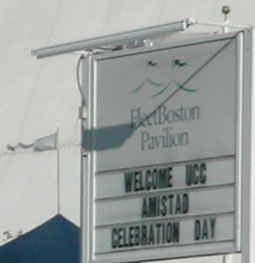 FleetBoston
Pavilion
WELCOME UCC
AMISTAD
CELEBRATION DAY